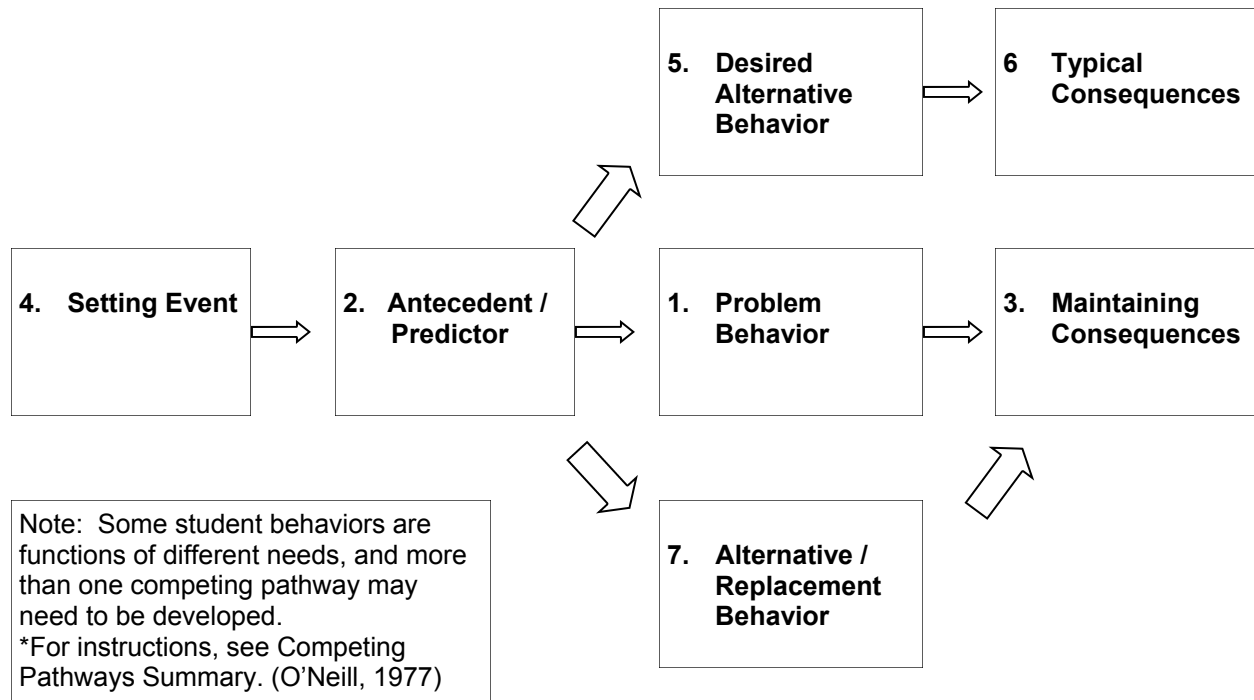 5. Desired
Alternative
Behavior
6 Typical
Consequences
4. Setting Event
2. Antecedent /
Predictor
1. Problem
Behavior
3. Maintaining
Consequences
7. Alternative /
Replacement
Behavior
Note: Some student behaviors are
functions of different needs, and more
than one competing pathway may
need to be developed.
*For instructions, see Competing
Pathways Summary. (O’Neill, 1977)